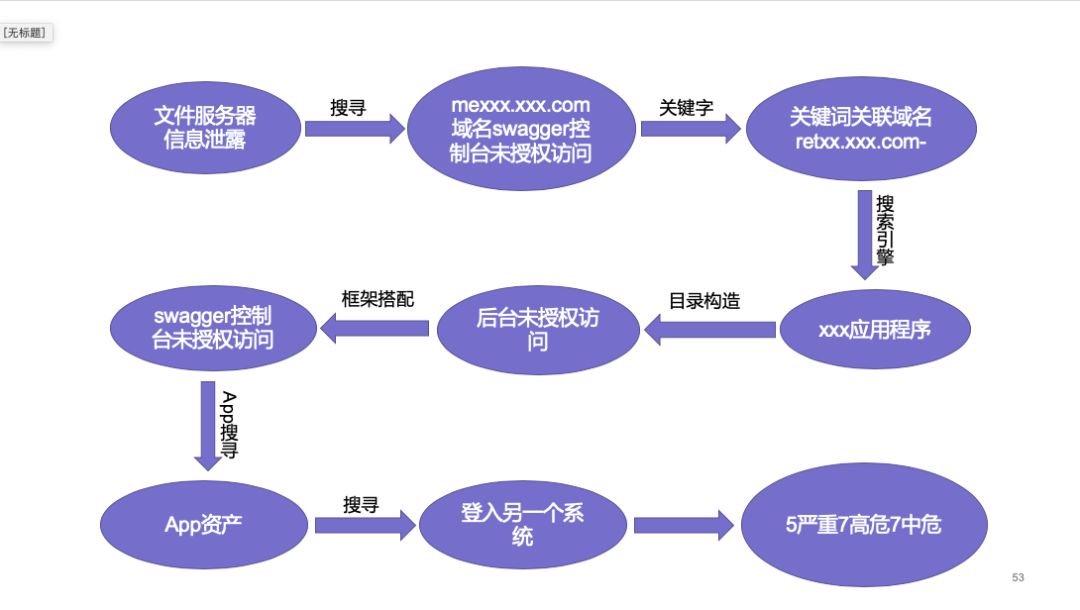 [无标题]
文件服务器
信息泄露
搜寻
mexxx.xxx.com
域名swagger控
制台未授权访问
关键字
关键词关联域名
retxx.xxx.com-
搜索引擎
xxx应用程序
目录构造
后台未授权访
问
框架搭配
swagger控制
台未授权访问
App搜寻
App资产
搜寻
登入另一个系
统
5严重7高危7中危
53